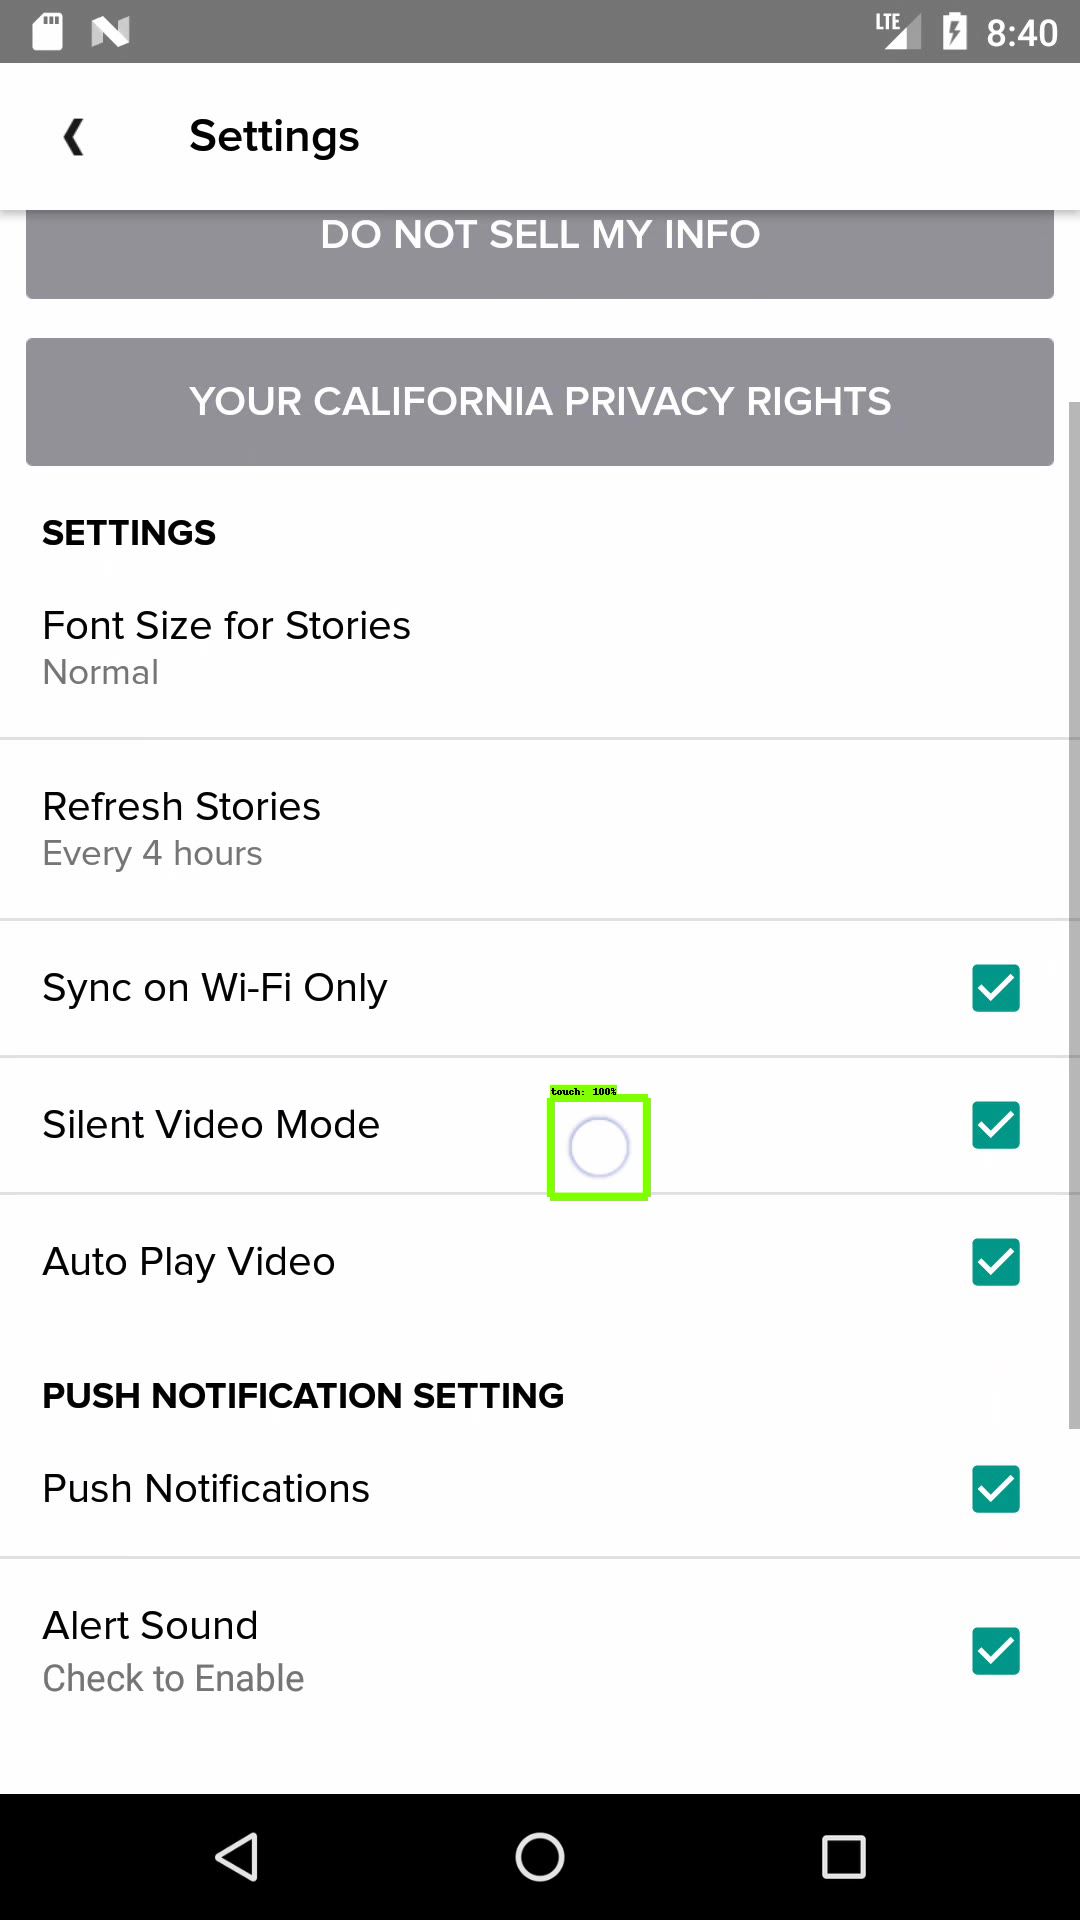 LTE 8:40
Settings
DO NOT SELL MY INFO
YOUR CALIFORNIA PRIVACY RIGHTS
SETTINGS
Font Size for Stories
Normal
Refresh Stories
Every 4 hours
Sync on Wi-Fi Only
touch: 100%
Silent Video Mode
Auto Play Video
PUSH NOTIFICATION SETTING
Push Notifications
Alert Sound
Check to Enable